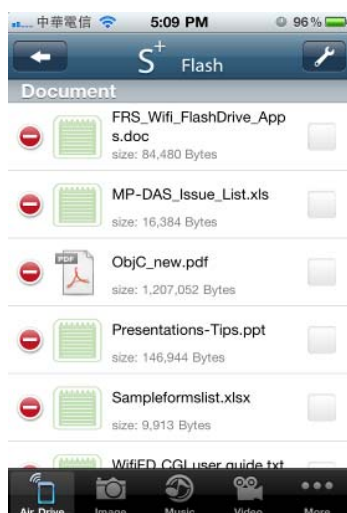 中華電信 5:09 PM 96%
S+ Flash
Document
FRS_Wifi_FlashDrive_App
s.doc
size: 84,480 Bytes
MP-DAS_Issue_List.xls
size: 16,384 Bytes
PDF
ObjC_new.pdf
size: 1,207,052 Bytes
Presentations-Tips.ppt
size: 146,944 Bytes
Sampleformslist.xlsx
size: 9,913 Bytes
WifiFD CGI user guide.txt
Air Drive Image Music Video More